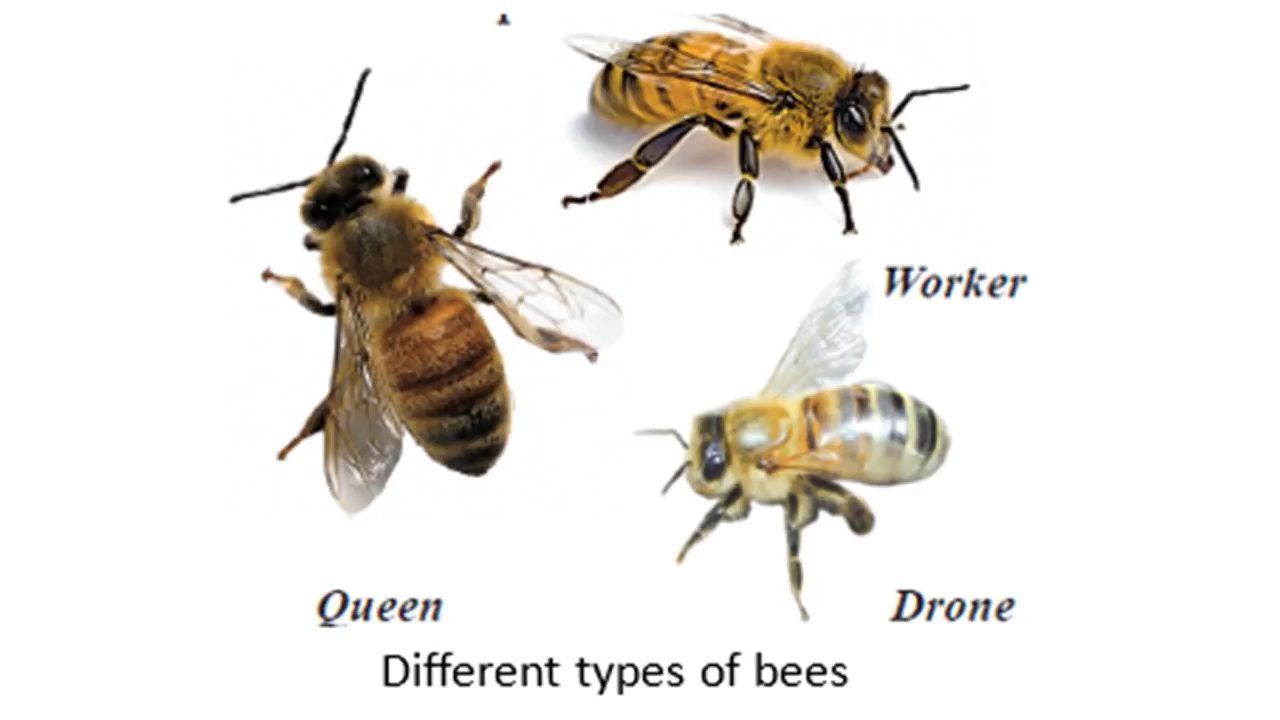 Worker
Queen
Drone
Different types of bees